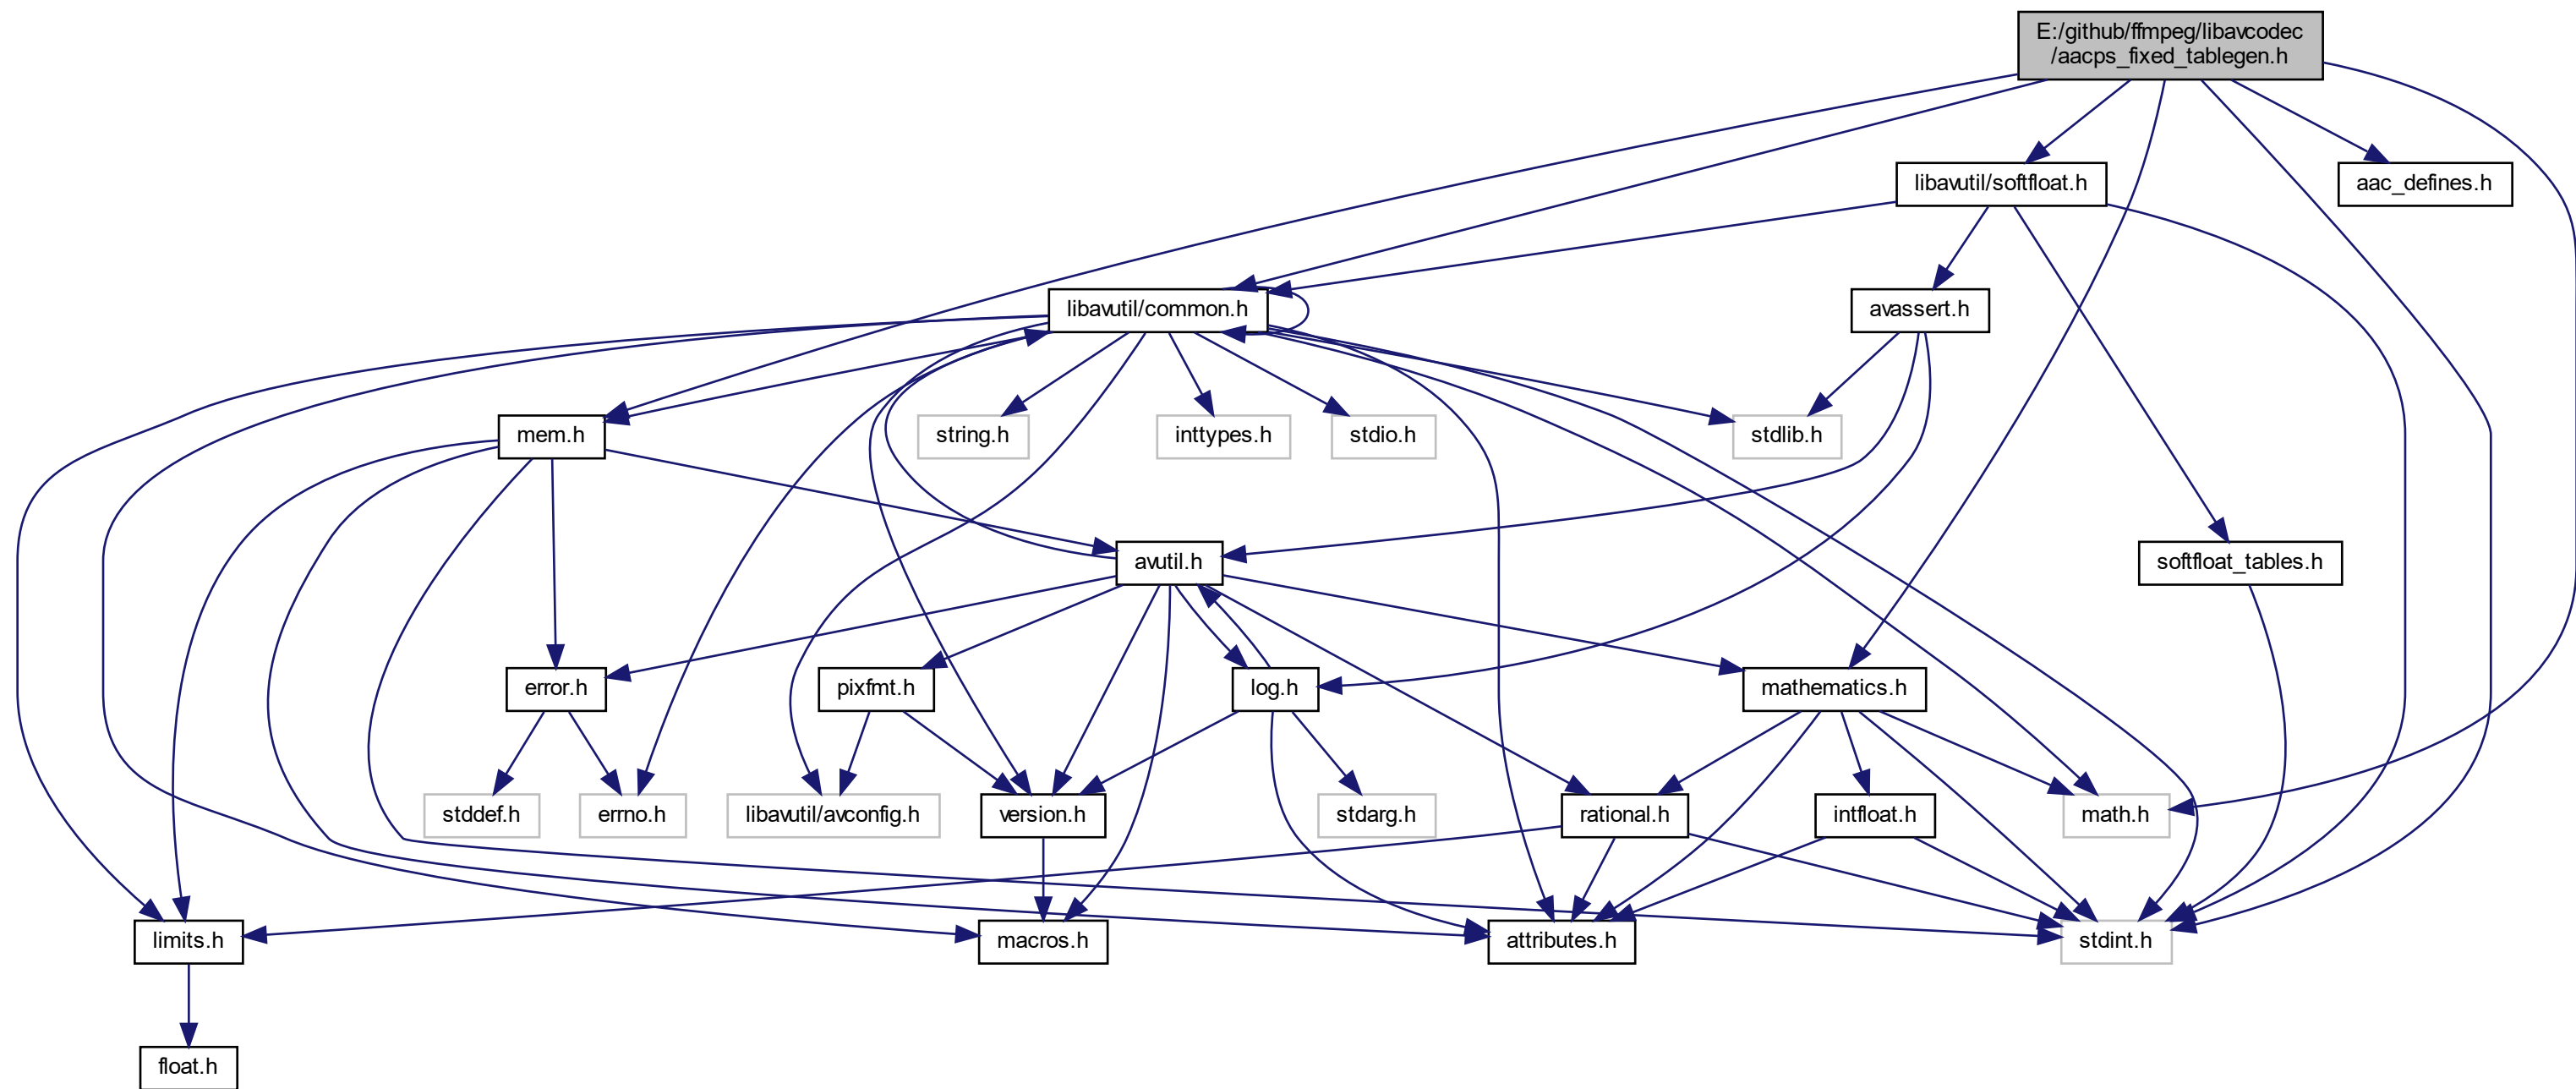 E:/github/ffmpeg/libavcodec
/aacps_fixed_tablegen.h
libavutil/softfloat.h
aac_defines.h
libavutil/common.h
avassert.h
mem.h
string.h
inttypes.h
stdio.h
stdlib.h
avutil.h
softfloat_tables.h
error.h
pixfmt.h
log.h
mathematics.h
stddef.h
errno.h
libavutil/avconfig.h
version.h
stdarg.h
rational.h
intfloat.h
math.h
limits.h
macros.h
attributes.h
stdint.h
float.h